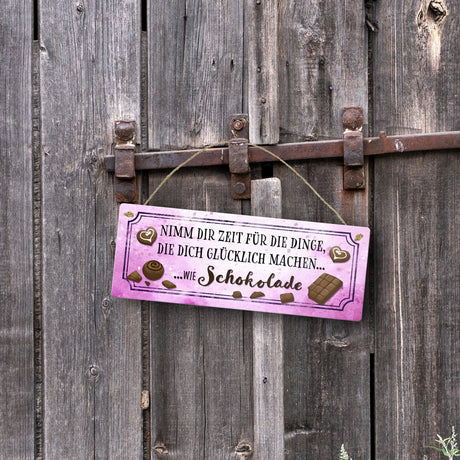 NIMM DIR ZEIT FÜR DIE DINGE,
DIE DICH GLÜCKLICH MACHEN...
...WIE Schokolade